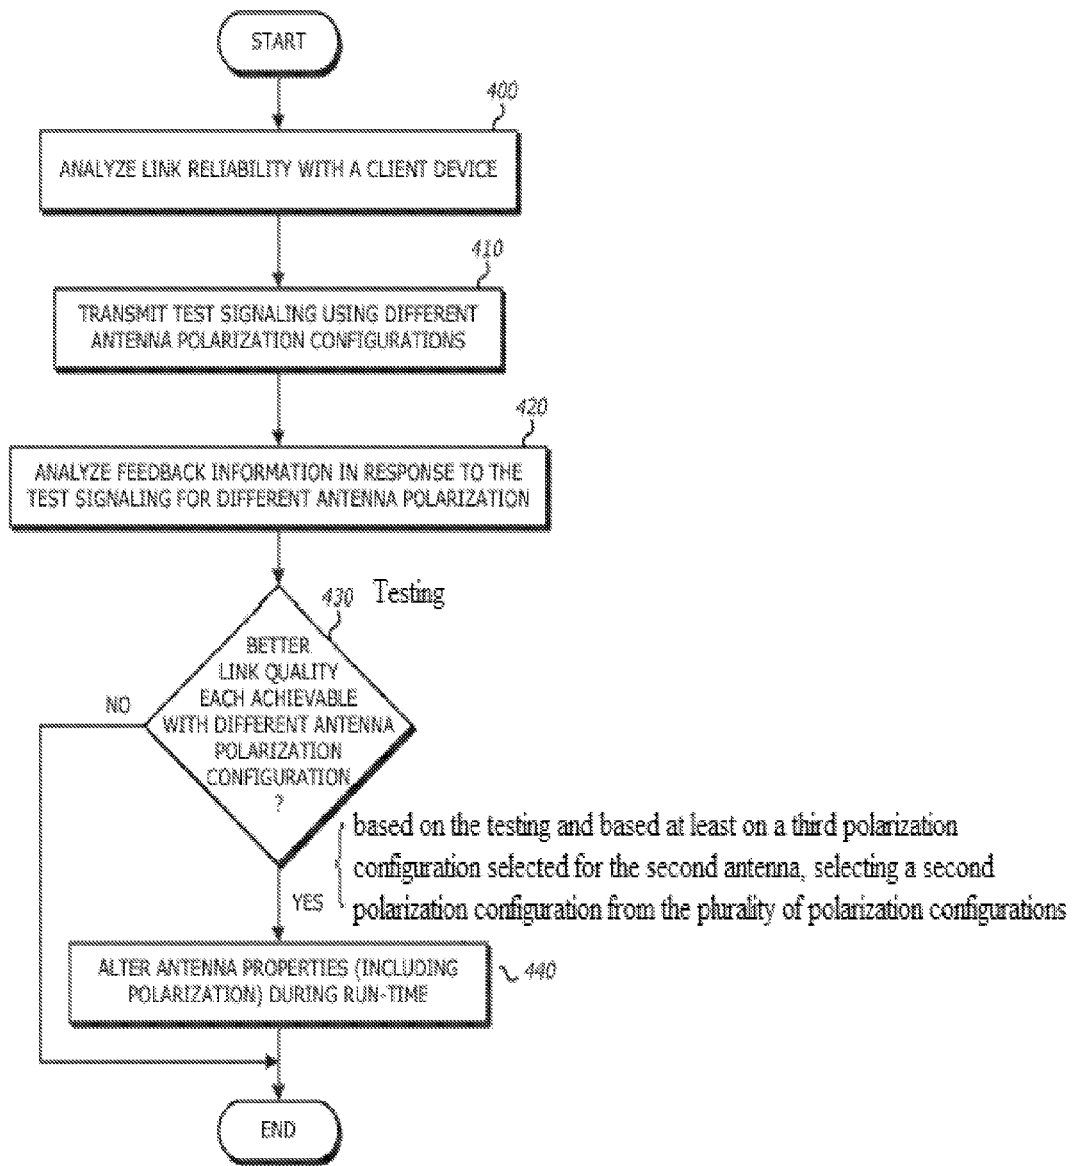 START
400
ANALYZE LINK RELIABILITY WITH A CLIENT DEVICE
410
TRANSMIT TEST SIGNALING USING DIFFERENT
ANTENNA POLARIZATION CONFIGURATIONS
420
ANALYZE FEEDBACK INFORMATION IN RESPONSE TO THE
TEST SIGNALING FOR DIFFERENT ANTENNA POLARIZATION
430 Testing
BETTER
LINK QUALITY
EACH ACHIEVABLE
WITH DIFFERENT ANTENNA
POLARIZATION
CONFIGURATION
?
NO
based on the testing and based at least on a third polarization
configuration selected for the second antenna, selecting a second
polarization configuration from the plurality of polarization configurations
YES
ALTER ANTENNA PROPERTIES (INCLUDING
POLARIZATION) DURING RUN-TIME
440
END